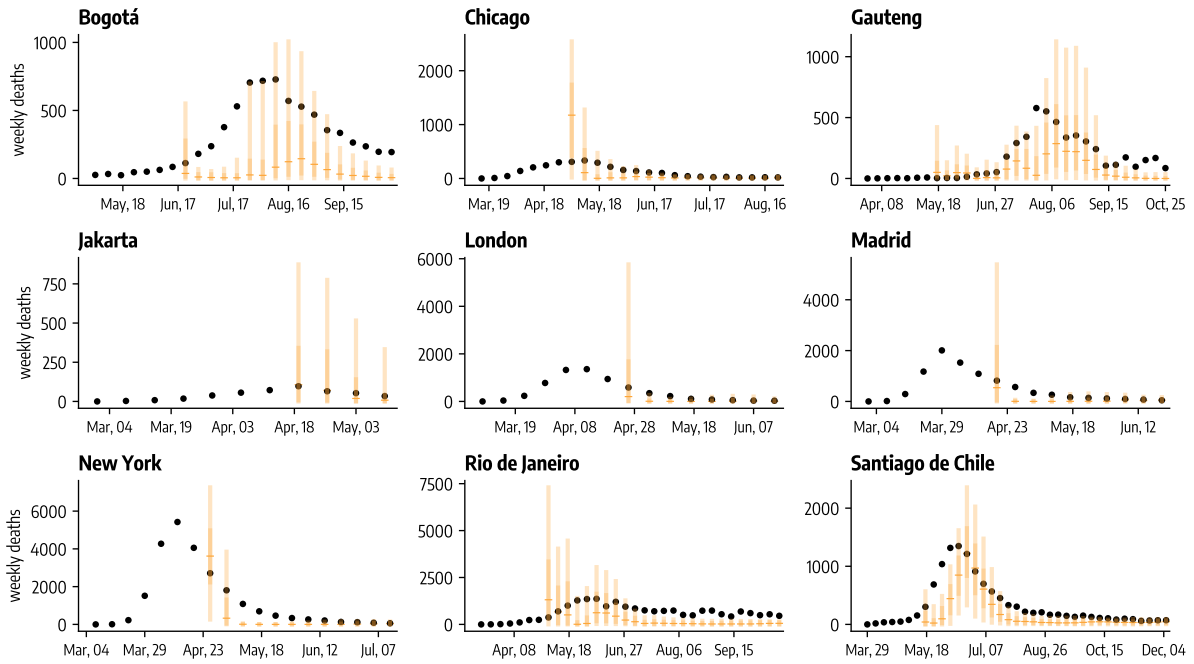 Bogotá
Chicago
Gauteng
weekly deaths
1000
500
0
2000
1000
0
1000
500
0
May, 18 Jun, 17 Jul, 17 Aug, 16 Sep, 15
Mar, 19 Apr, 18 May, 18 Jun, 17 Jul, 17 Aug, 16
Apr, 08 May, 18 Jun, 27 Aug, 06 Sep, 15 Oct, 25
Jakarta
London
Madrid
weekly deaths
750
500
250
0
6000
4000
2000
0
4000
2000
0
Mar, 04 Mar, 19 Apr, 03 Apr, 18 May, 03
Mar, 19 Apr, 08 Apr, 28 May, 18 Jun, 07
Mar, 04 Mar, 29 Apr, 23 May, 18 Jun, 12
New York
Rio de Janeiro
Santiago de Chile
weekly deaths
6000
4000
2000
0
7500
5000
2500
0
2000
1000
0
Mar, 04 Mar, 29 Apr, 23 May, 18 Jun, 12 Jul, 07
Apr, 08 May, 18 Jun, 27 Aug, 06 Sep, 15
Mar, 29 May, 18 Jul, 07 Aug, 26 Oct, 15 Dec, 04